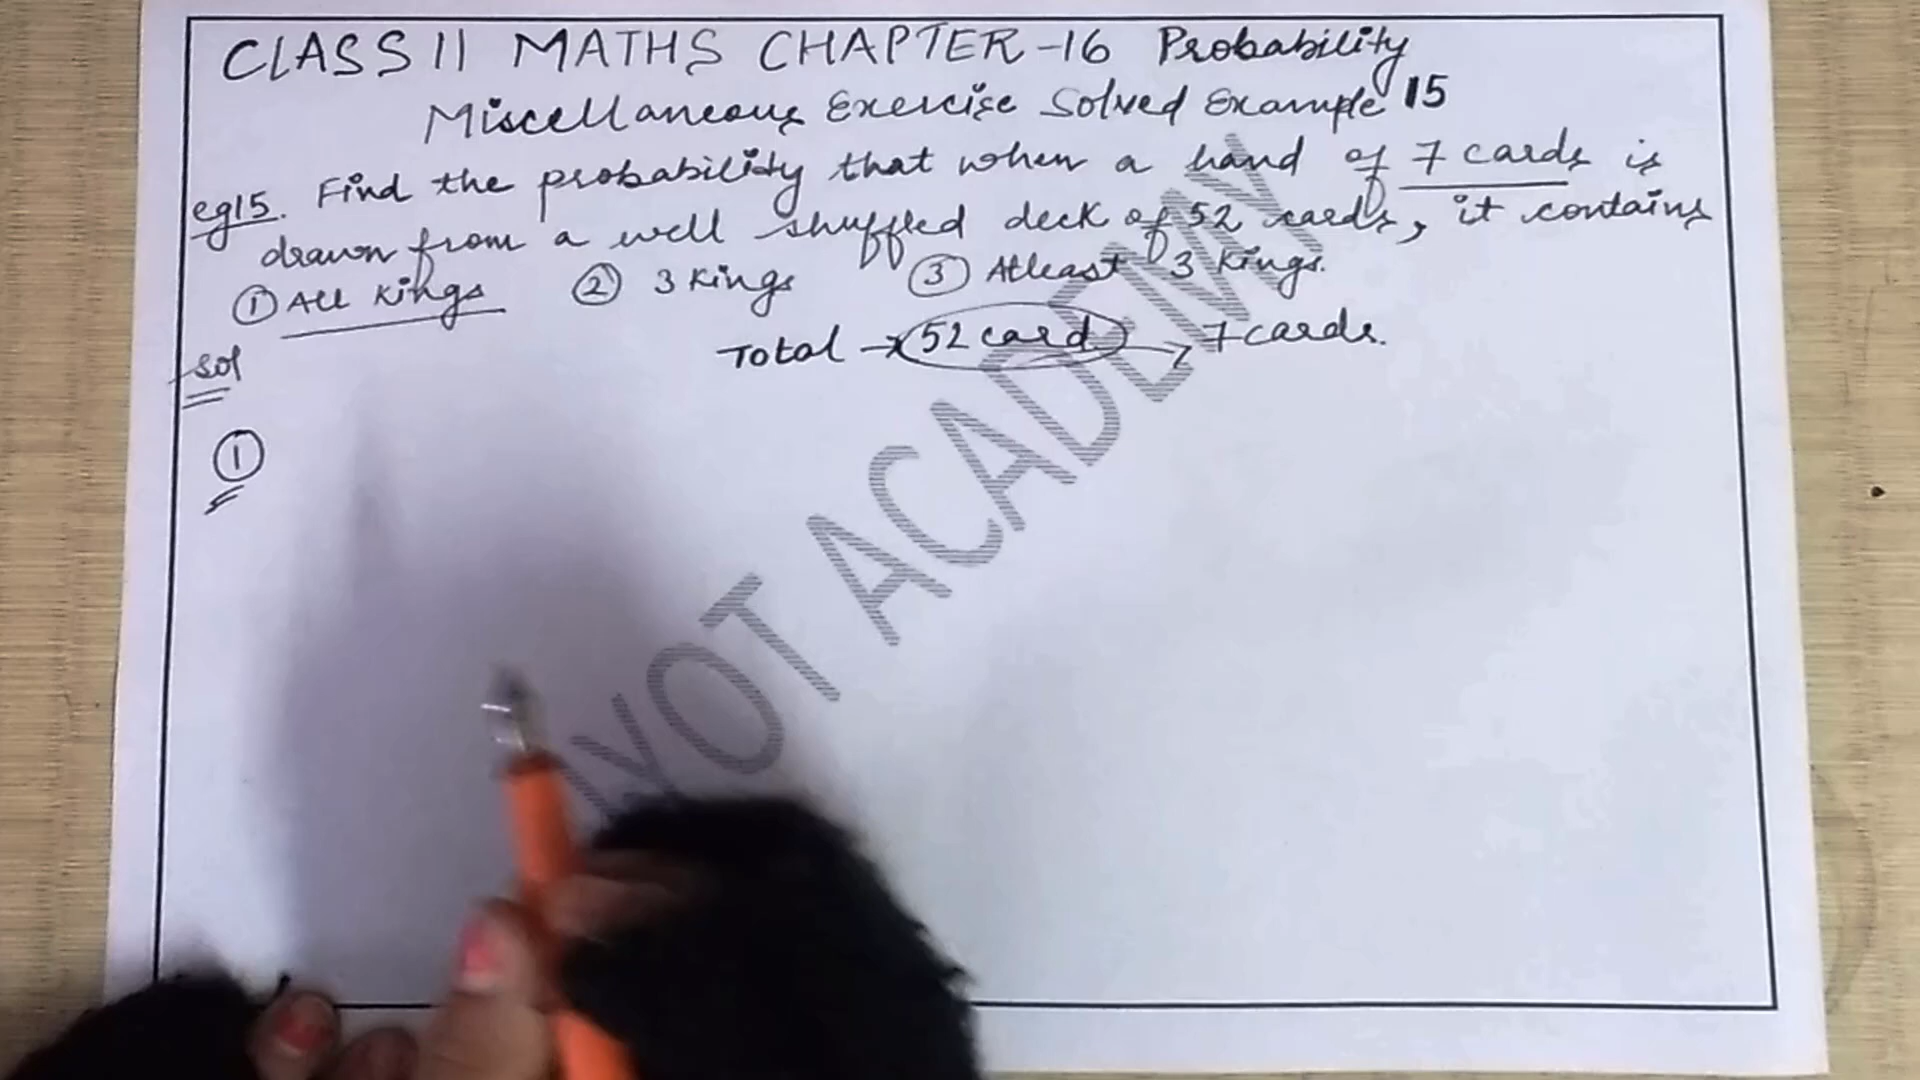 CLASS 11 MATHS CHAPTER-16 Probability
Miscellaneous Exercise Solved Example 15
eg15. Find the probability that when a hand of 7 cards is
drawn from a well shuffled deck of 52 cards, it contains
① All Kings ② 3 Kings ③ Atleast 3 Kings.
Total → 52 card → 7 cards.
Sol
①
YOT ACADEMY